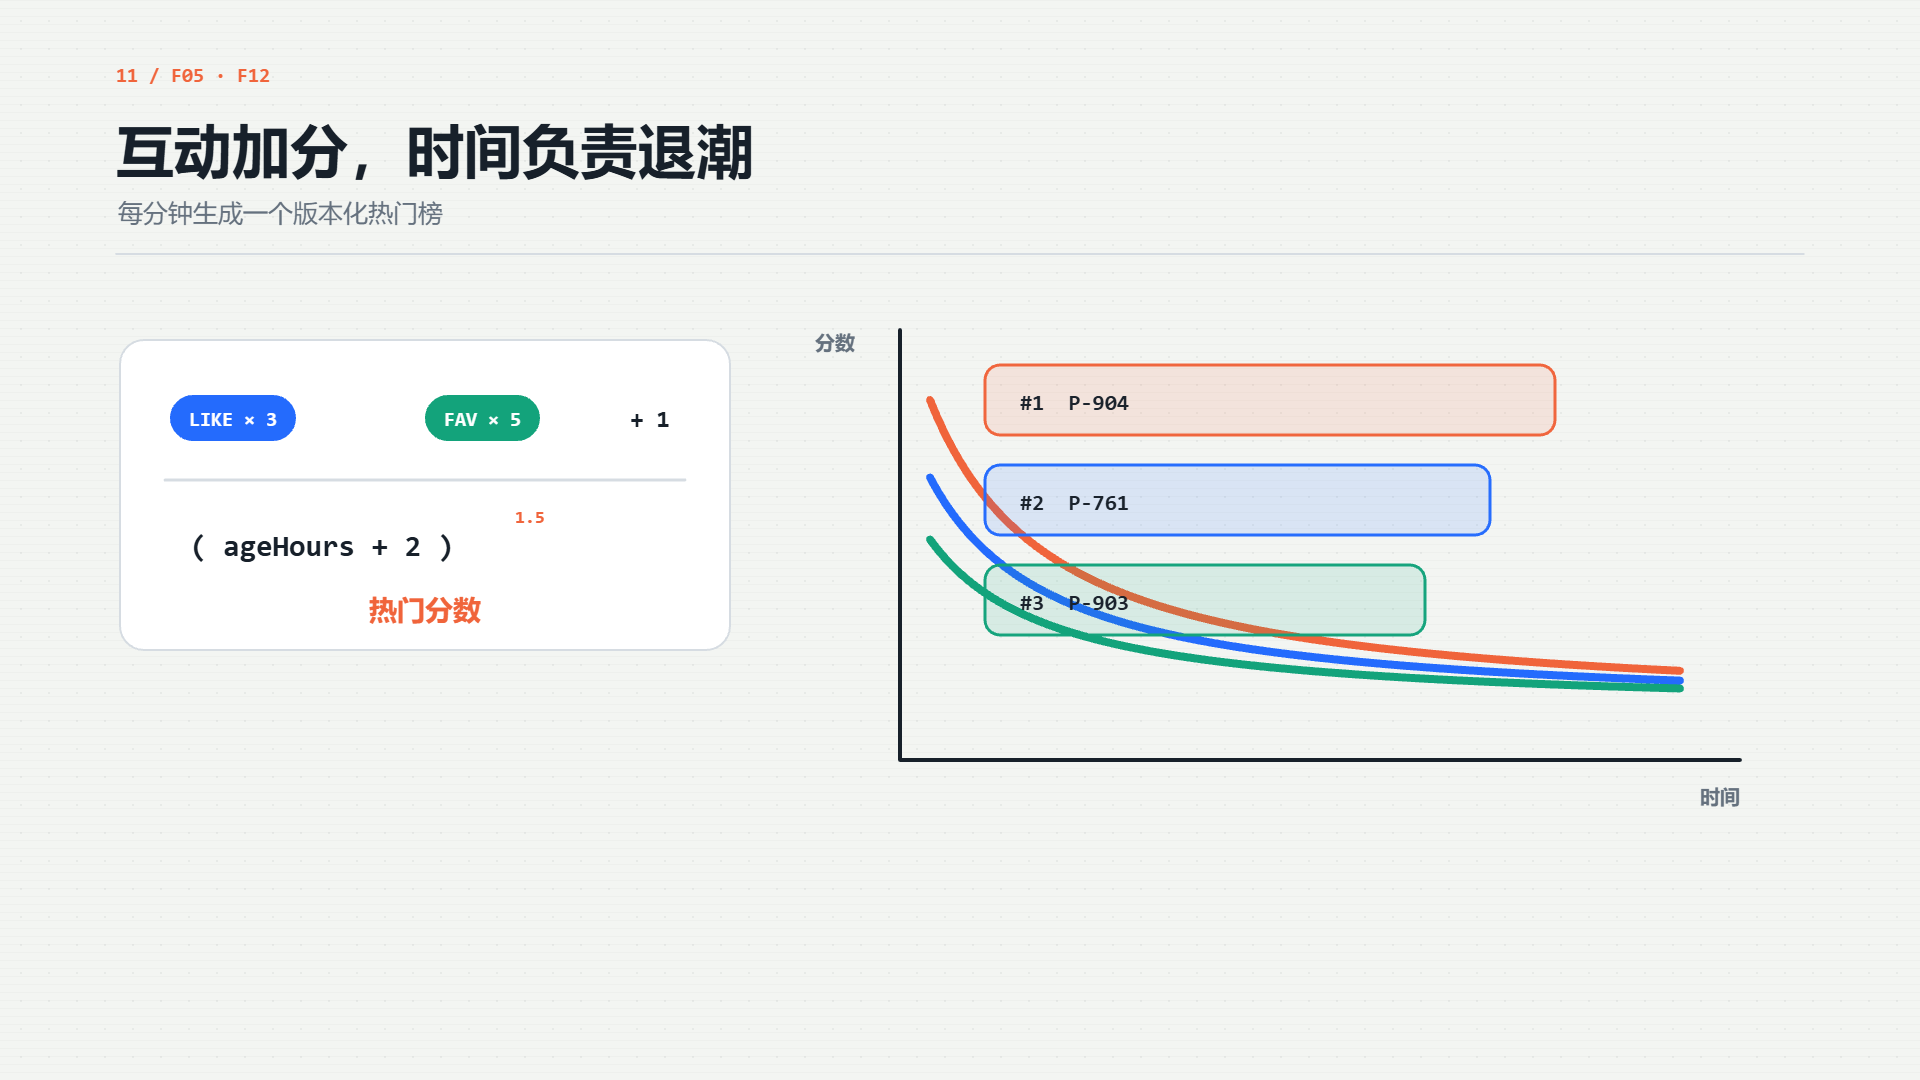 11 / F05 · F12
互动加分，时间负责退潮
每分钟生成一个版本化热门榜
LIKE × 3 FAV × 5 + 1
1.5
( ageHours + 2 )
热门分数
分数
#1 P-904
#2 P-761
#3 P-903
时间